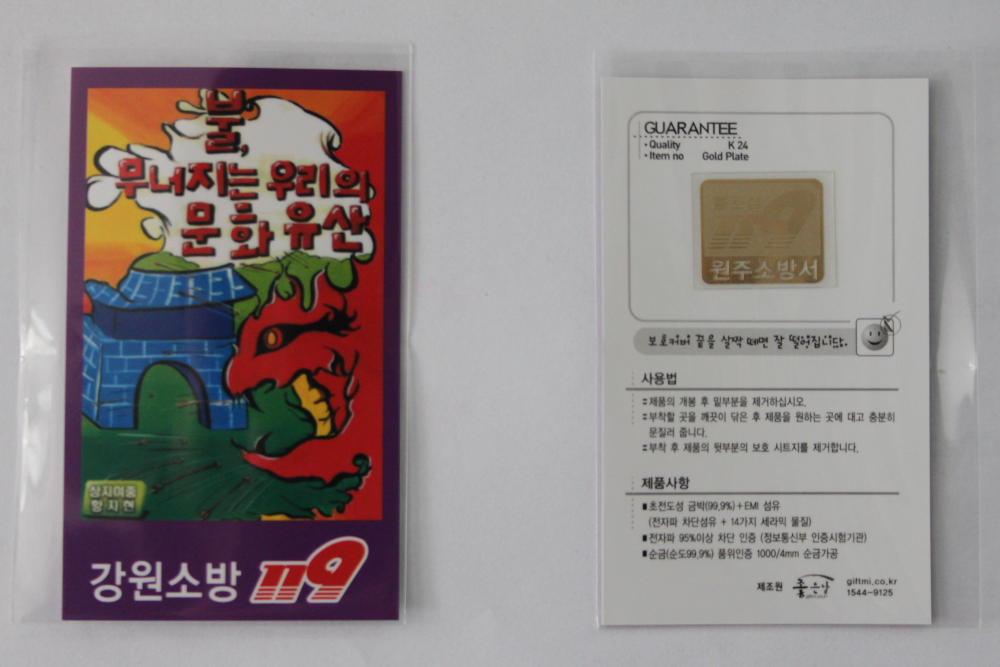 불,
무너지는 우리의
문화 유산
상지여중
황지현
강원소방 119
GUARANTEE
• Quality K 24
• Item no Gold Plate
119
원주소방서
보호커버 끝을 살짝 떼면 잘 떨어집니다.
사용법
제품의 개봉 후 밑부분을 제거하십시오.
부착할 곳을 깨끗이 닦은 후 제품을 원하는 곳에 대고 충분히
문질러 줍니다.
부착 후 제품의 뒷부분의 보호 시트지를 제거합니다.
제품사항
■ 초전도성 금박(99,9%)+EMI 섬유
(전자파 차단섬유 + 14가지 세라믹 물질)
■ 전자파 95%이상 차단 인증 (정보통신부 인증시험기관)
■ 순금(순도99,9%) 품위인증 1000/4mm 순금가공
제조원 giftmi.co.kr
1544-9125